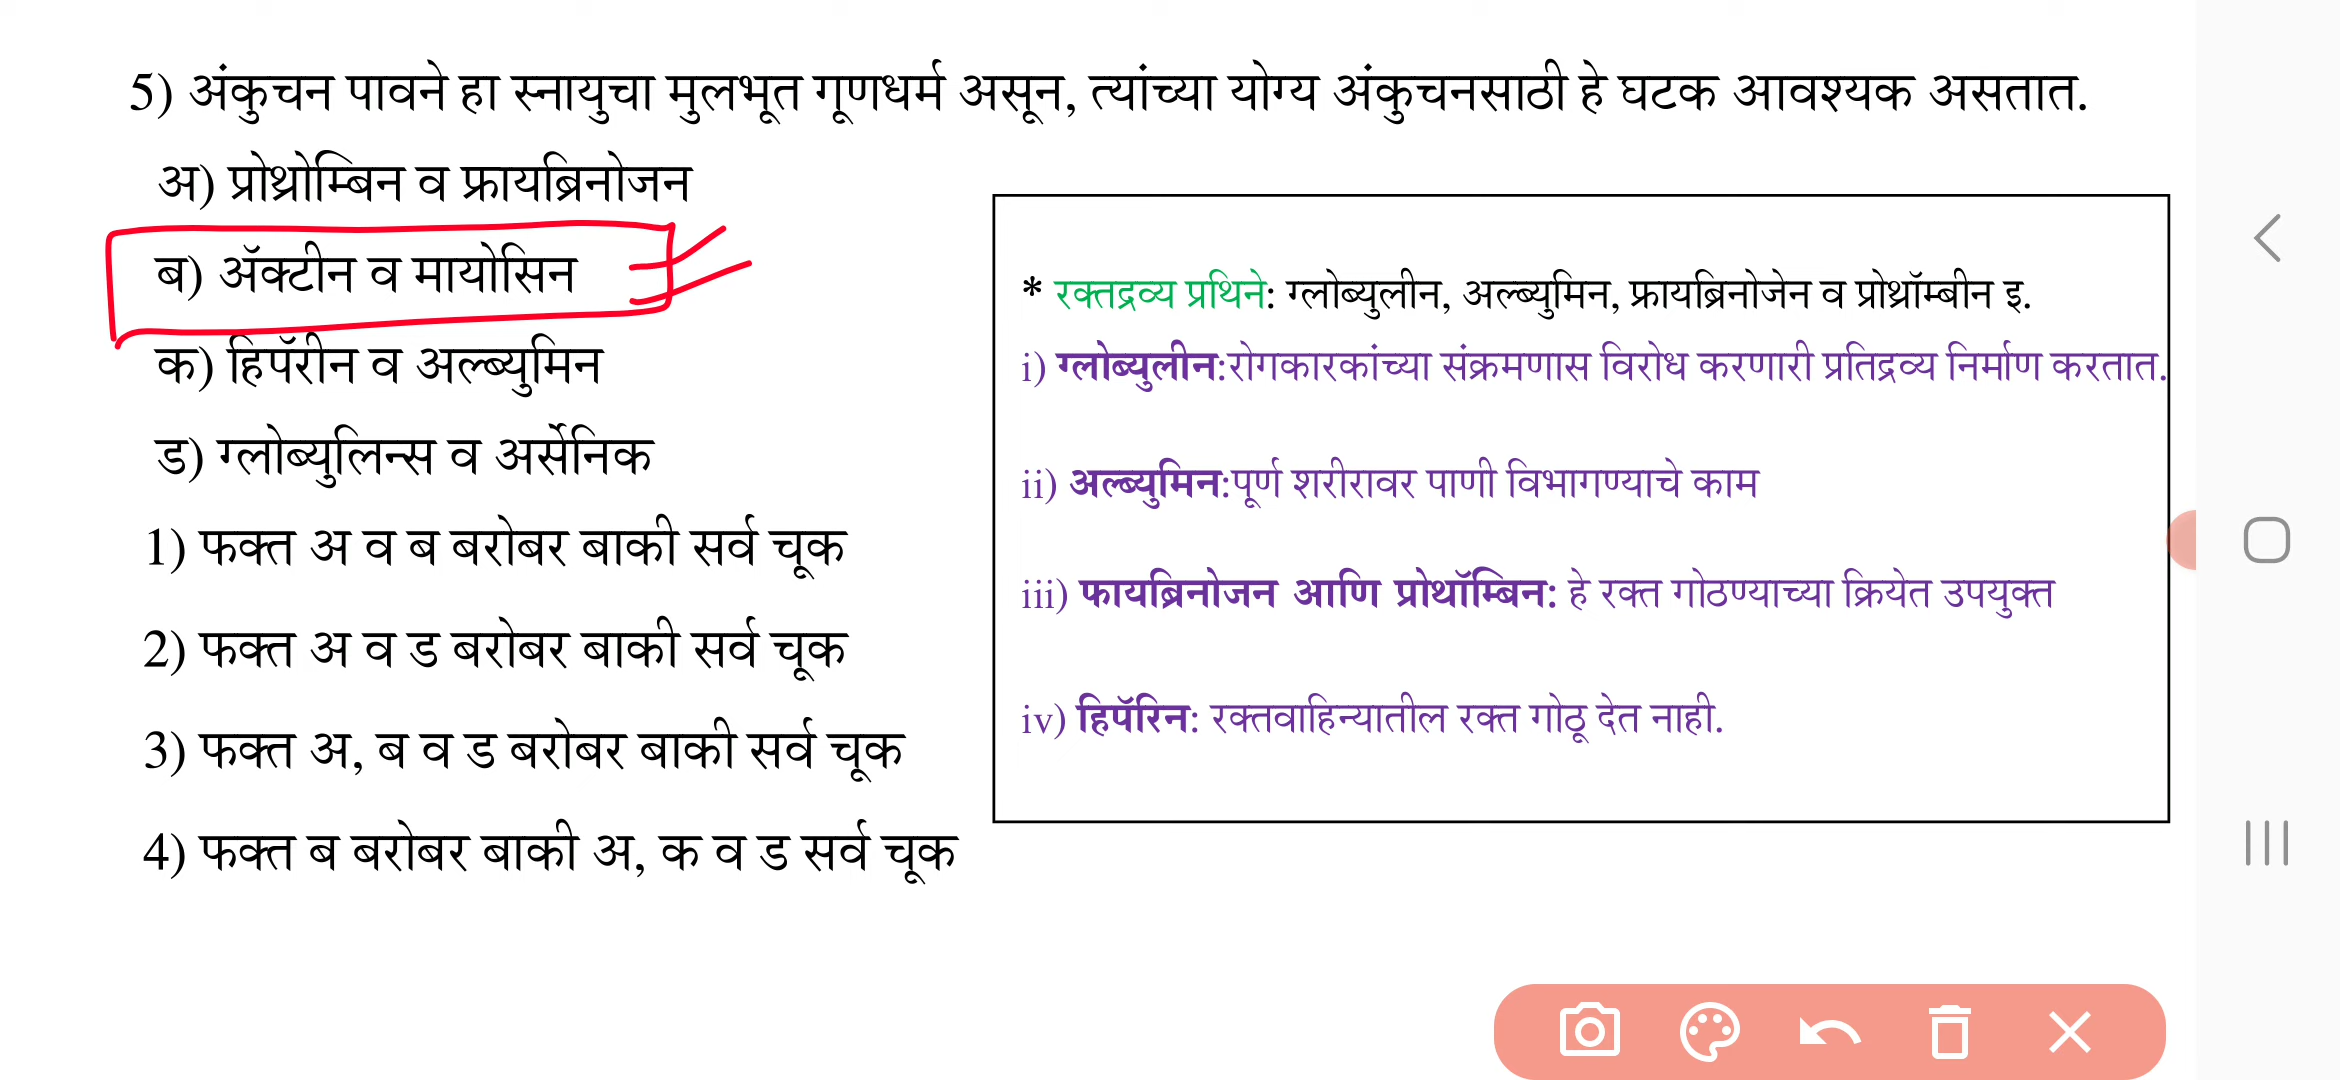 5) अंकुचन पावने हा स्नायुचा मुलभूत गूणधर्म असून, त्यांच्या योग्य अंकुचनसाठी हे घटक आवश्यक असतात.
अ) प्रोथ्रोम्बिन व फ्रायब्रिनोजन
ब) ॲक्टीन व मायोसिन
क) हिपॅरीन व अल्ब्युमिन
ड) ग्लोब्युलिन्स व अर्सेनिक
1) फक्त अ व ब बरोबर बाकी सर्व चूक
2) फक्त अ व ड बरोबर बाकी सर्व चूक
3) फक्त अ, ब व ड बरोबर बाकी सर्व चूक
4) फक्त ब बरोबर बाकी अ, क व ड सर्व चूक
* रक्तद्रव्य प्रथिने: ग्लोब्युलीन, अल्ब्युमिन, फ्रायब्रिनोजेन व प्रोथ्रॉम्बीन इ.
i) ग्लोब्युलीन:रोगकारकांच्या संक्रमणास विरोध करणारी प्रतिद्रव्य निर्माण करतात.
ii) अल्ब्युमिन:पूर्ण शरीरावर पाणी विभागण्याचे काम
iii) फायब्रिनोजन आणि प्रोथॉम्बिन: हे रक्त गोठण्याच्या क्रियेत उपयुक्त
iv) हिपॅरिन: रक्तवाहिन्यातील रक्त गोठू देत नाही.